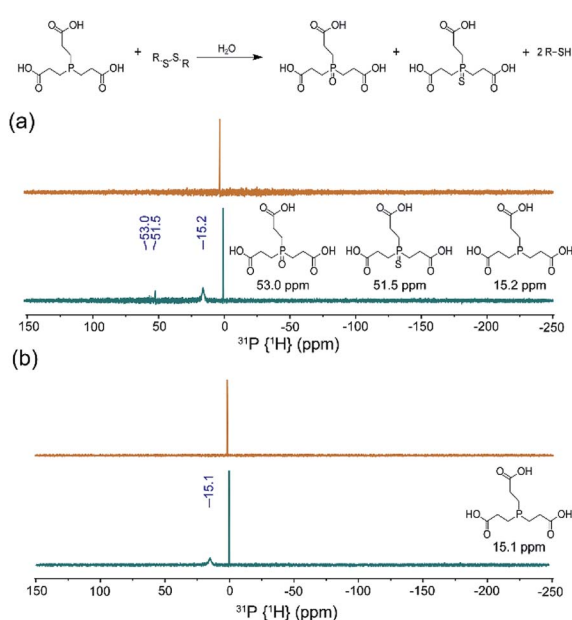 O OH
HO P OH
O O
+ R S S R
H₂O
O OH
HO P OH
O O O
+
O OH
HO P OH
O S O
+ 2 R-SH
(a)
53.0
51.5
15.2
O OH
HO P OH
O O O
53.0 ppm
O OH
HO P OH
O S O
51.5 ppm
O OH
HO P OH
O O
15.2 ppm
150 100 50 0 -50 -100 -150 -200 -250
³¹P {¹H} (ppm)
(b)
15.1
O OH
HO P OH
O O
15.1 ppm
150 100 50 0 -50 -100 -150 -200 -250
³¹P {¹H} (ppm)